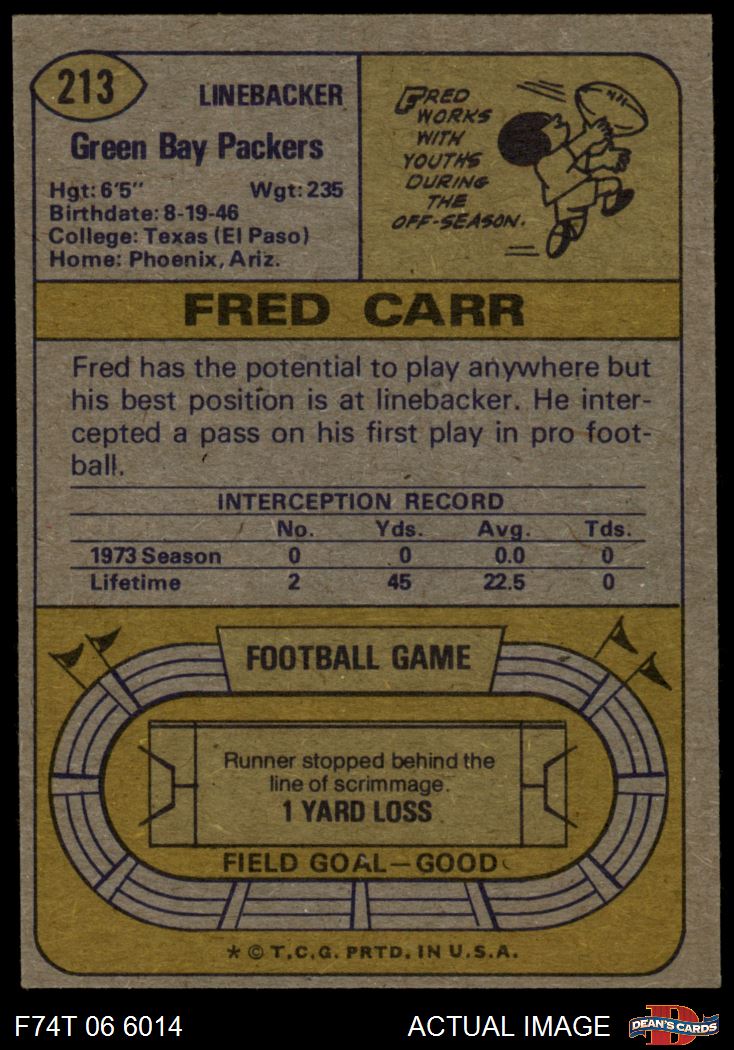 213
LINEBACKER
Green Bay Packers
Hgt: 6'5" Wgt: 235
Birthdate: 8-19-46
College: Texas (El Paso)
Home: Phoenix, Ariz.
FRED
WORKS
WITH
YOUTHS
DURING
THE
OFF-SEASON.
FRED CARR
Fred has the potential to play anywhere but
his best position is at linebacker. He inter-
cepted a pass on his first play in pro foot-
ball.
INTERCEPTION RECORD
No. Yds. Avg. Tds.
1973 Season 0 0 0.0 0
Lifetime 2 45 22.5 0
FOOTBALL GAME
Runner stopped behind the
line of scrimmage.
1 YARD LOSS
FIELD GOAL—GOOD
* © T.C.G. PRTD. IN U.S.A.
F74T 06 6014 ACTUAL IMAGE
DEAN'S CARDS